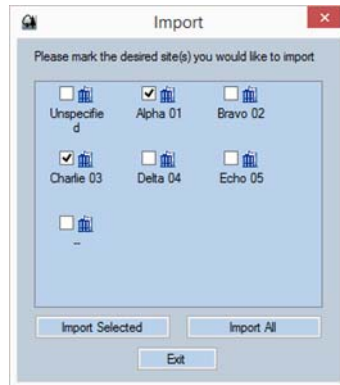 Import
Please mark the desired site(s) you would like to import
Unspecifie
d
Alpha 01
Bravo 02
Charlie 03
Delta 04
Echo 05
--
Import Selected
Import All
Exit